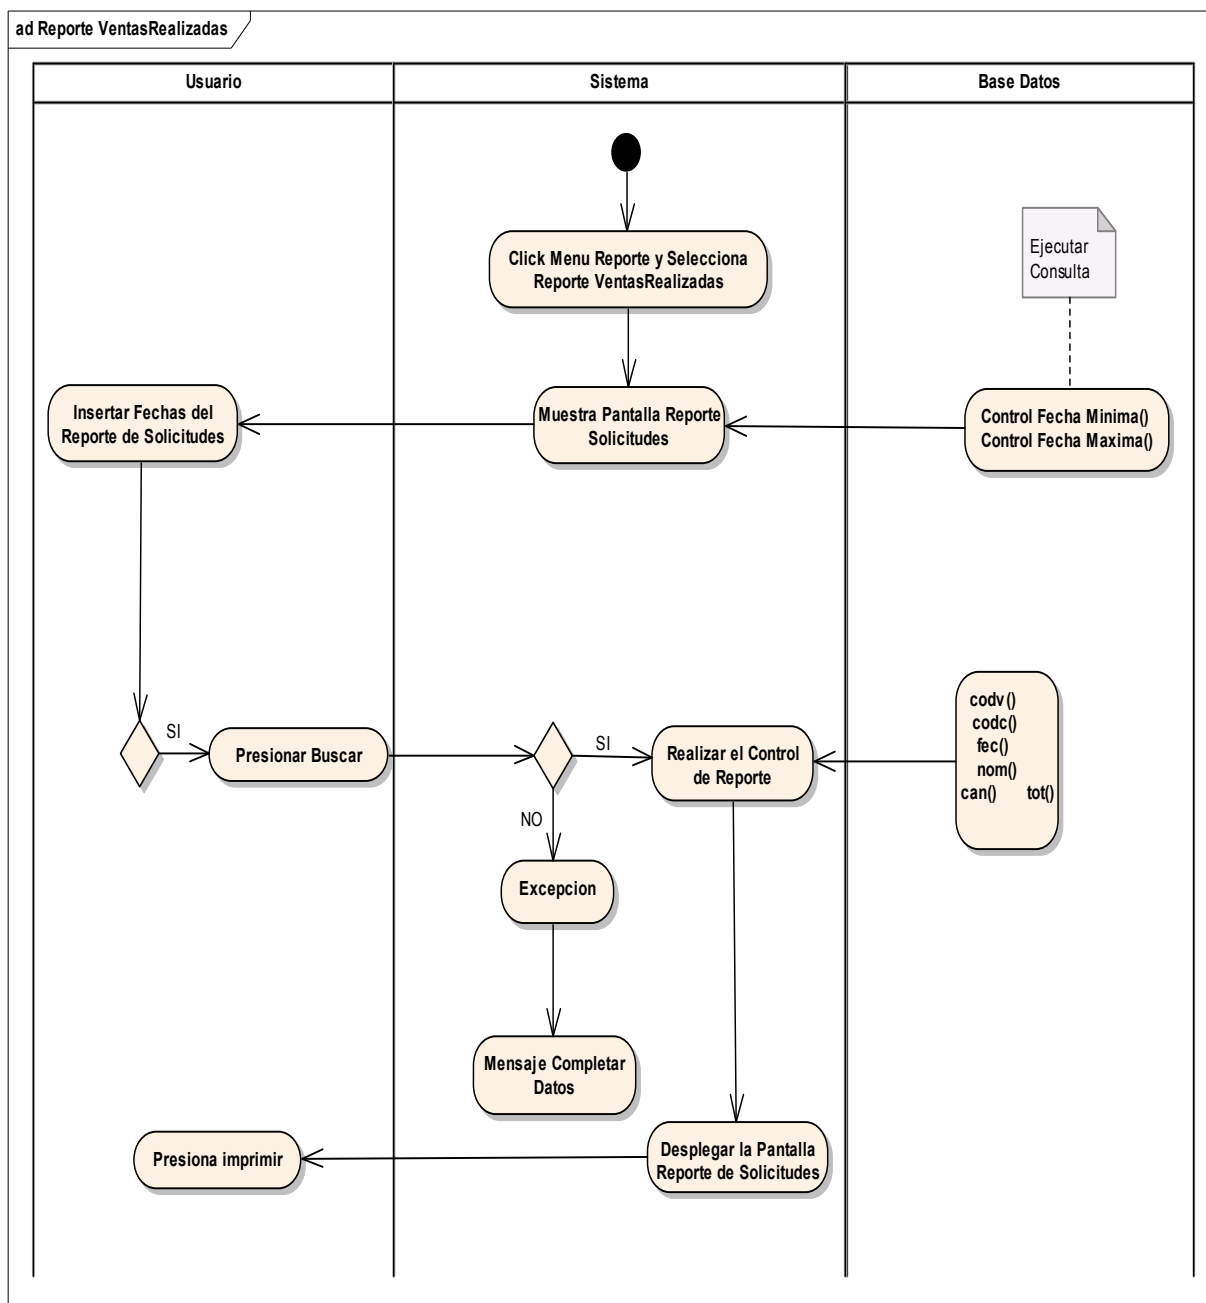 ad Reporte VentasRealizadas
Usuario
Sistema
Base Datos
Click Menu Reporte y Selecciona
Reporte VentasRealizadas
Ejecutar
Consulta
Insertar Fechas del
Reporte de Solicitudes
Muestra Pantalla Reporte
Solicitudes
Control Fecha Minima()
Control Fecha Maxima()
SI
Presionar Buscar
SI
Realizar el Control
de Reporte
codv()
codc()
fec()
nom()
can() tot()
NO
Excepcion
Mensaje Completar
Datos
Presiona imprimir
Desplegar la Pantalla
Reporte de Solicitudes